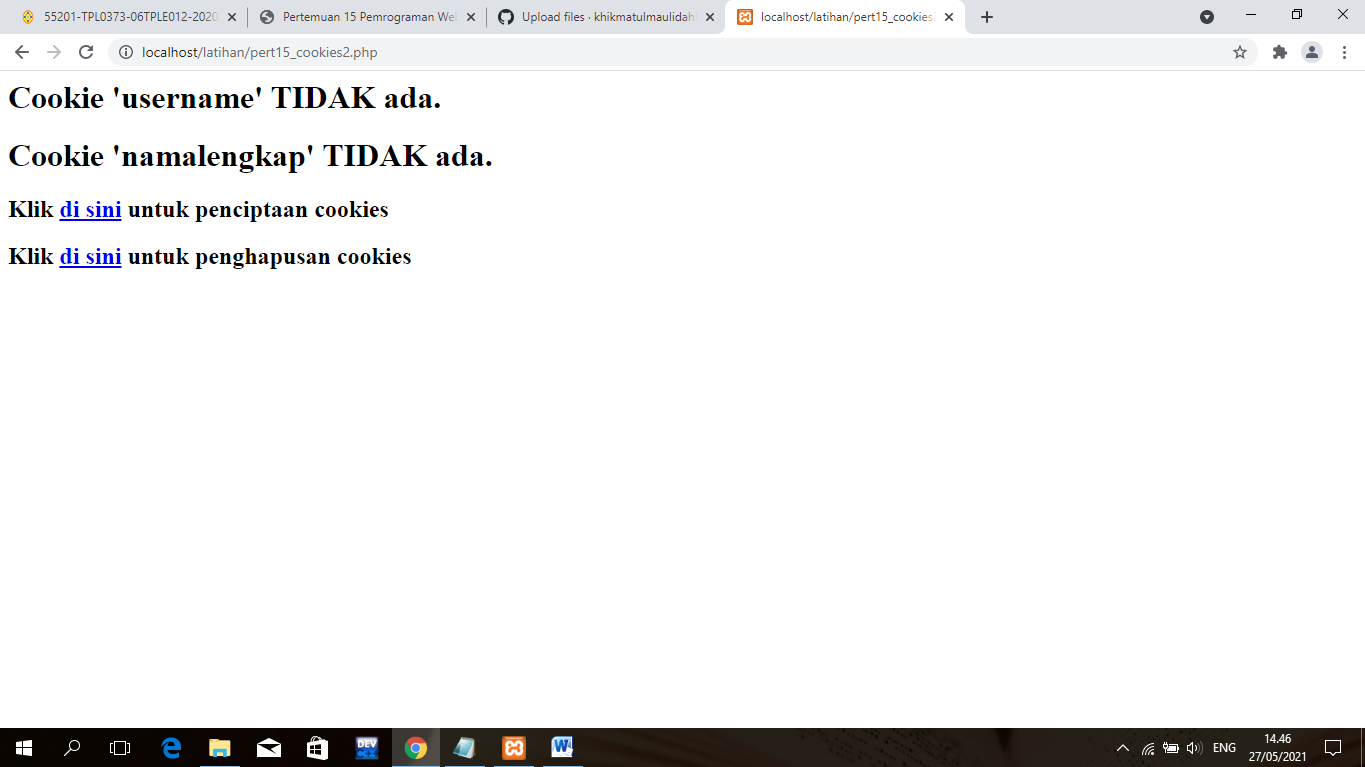 55201-TPL0373-06TPLE012-2020
Pertemuan 15 Pemrograman We
Upload files · khikmatulmaulidah
localhost/latihan/pert15_cookies
localhost/latihan/pert15_cookies2.php
Cookie 'username' TIDAK ada.
Cookie 'namalengkap' TIDAK ada.
Klik di sini untuk penciptaan cookies
Klik di sini untuk penghapusan cookies
DEV
ENG
14.46
27/05/2021